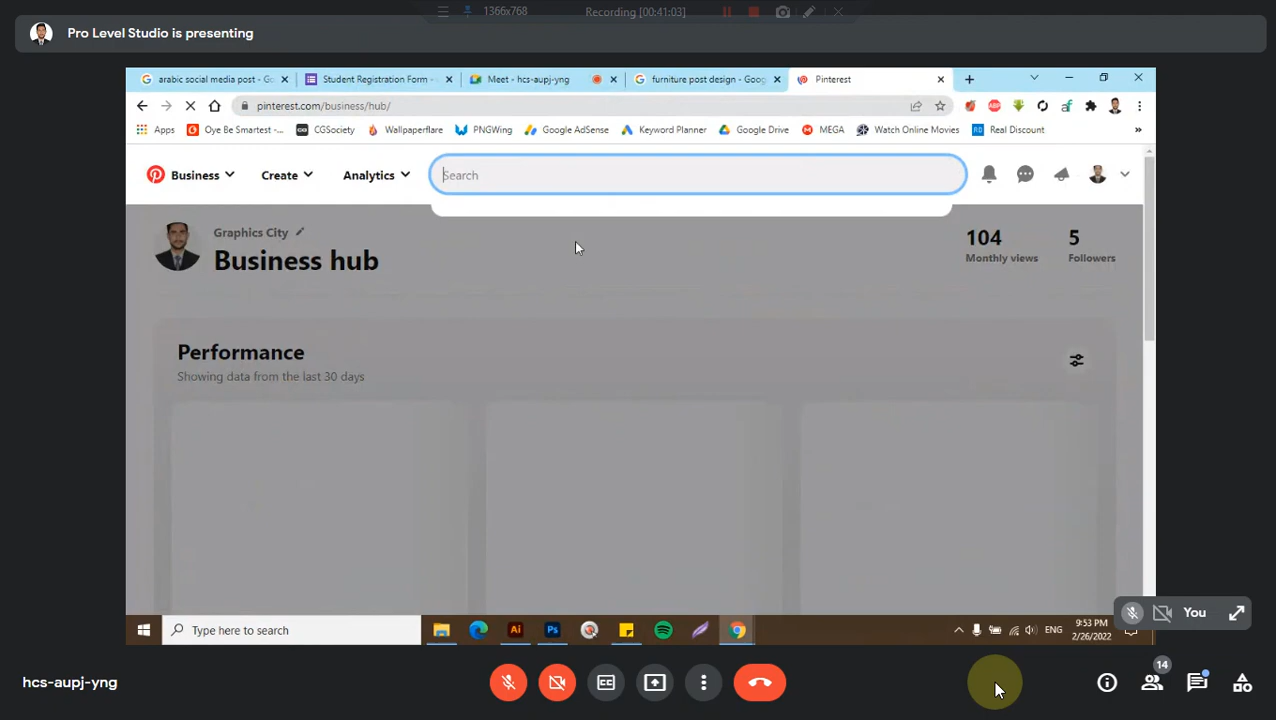 1366x768
Recording [00:41:03]
Pro Level Studio is presenting
arabic social media post - Go
Student Registration Form -
Meet - hcs-aupj-yng
furniture post design - Goog
Pinterest
pinterest.com/business/hub/
Apps
Oye Be Smartest -...
CGSociety
Wallpaperflare
PNGWing
Google AdSense
Keyword Planner
Google Drive
MEGA
Watch Online Movies
Real Discount
»
Business
Create
Analytics
Search
Graphics City
Business hub
104
Monthly views
5
Followers
Performance
Showing data from the last 30 days
You
Type here to search
Ai
Ps
ENG
9:53 PM
2/26/2022
hcs-aupj-yng
CC
14